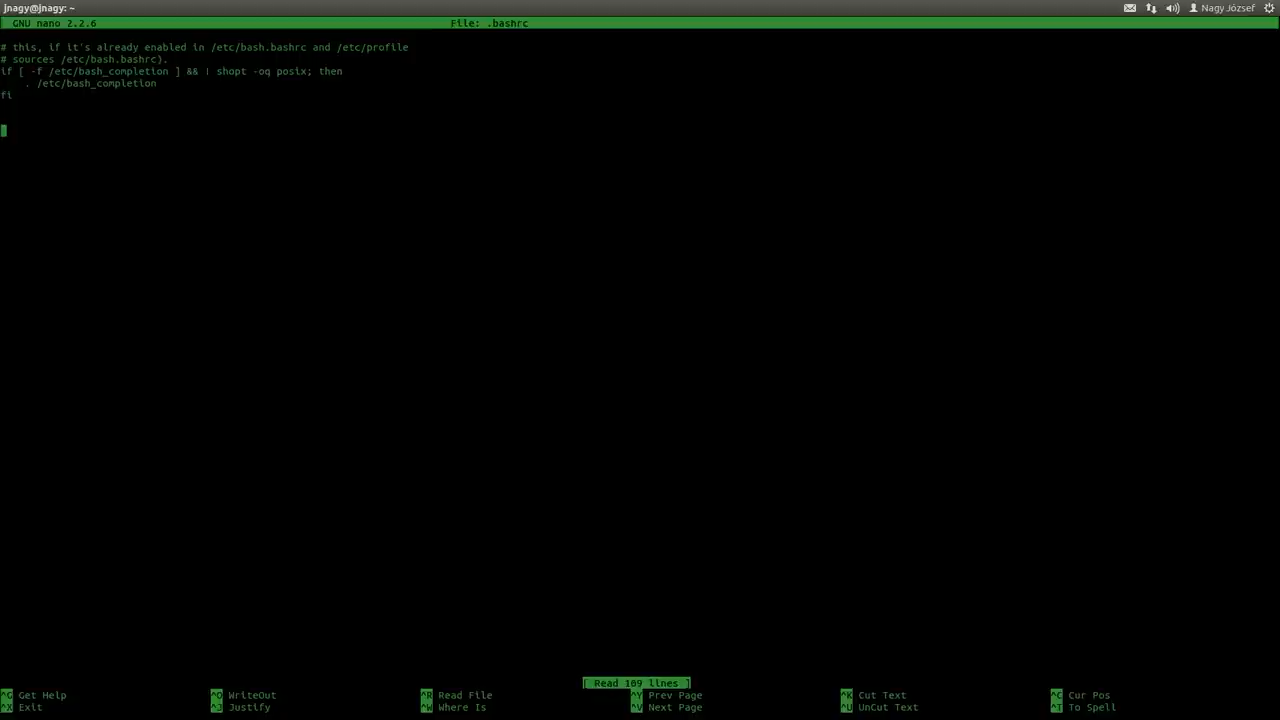 jnagy@jnagy: ~
Nagy József
GNU nano 2.2.6 File: .bashrc
# this, if it's already enabled in /etc/bash.bashrc and /etc/profile
# sources /etc/bash.bashrc).
if [ -f /etc/bash_completion ] && ! shopt -oq posix; then
. /etc/bash_completion
fi
[ Read 109 lines ]
^G Get Help ^O WriteOut ^R Read File ^Y Prev Page ^K Cut Text ^C Cur Pos
^X Exit ^J Justify ^W Where Is ^V Next Page ^U UnCut Text ^T To Spell